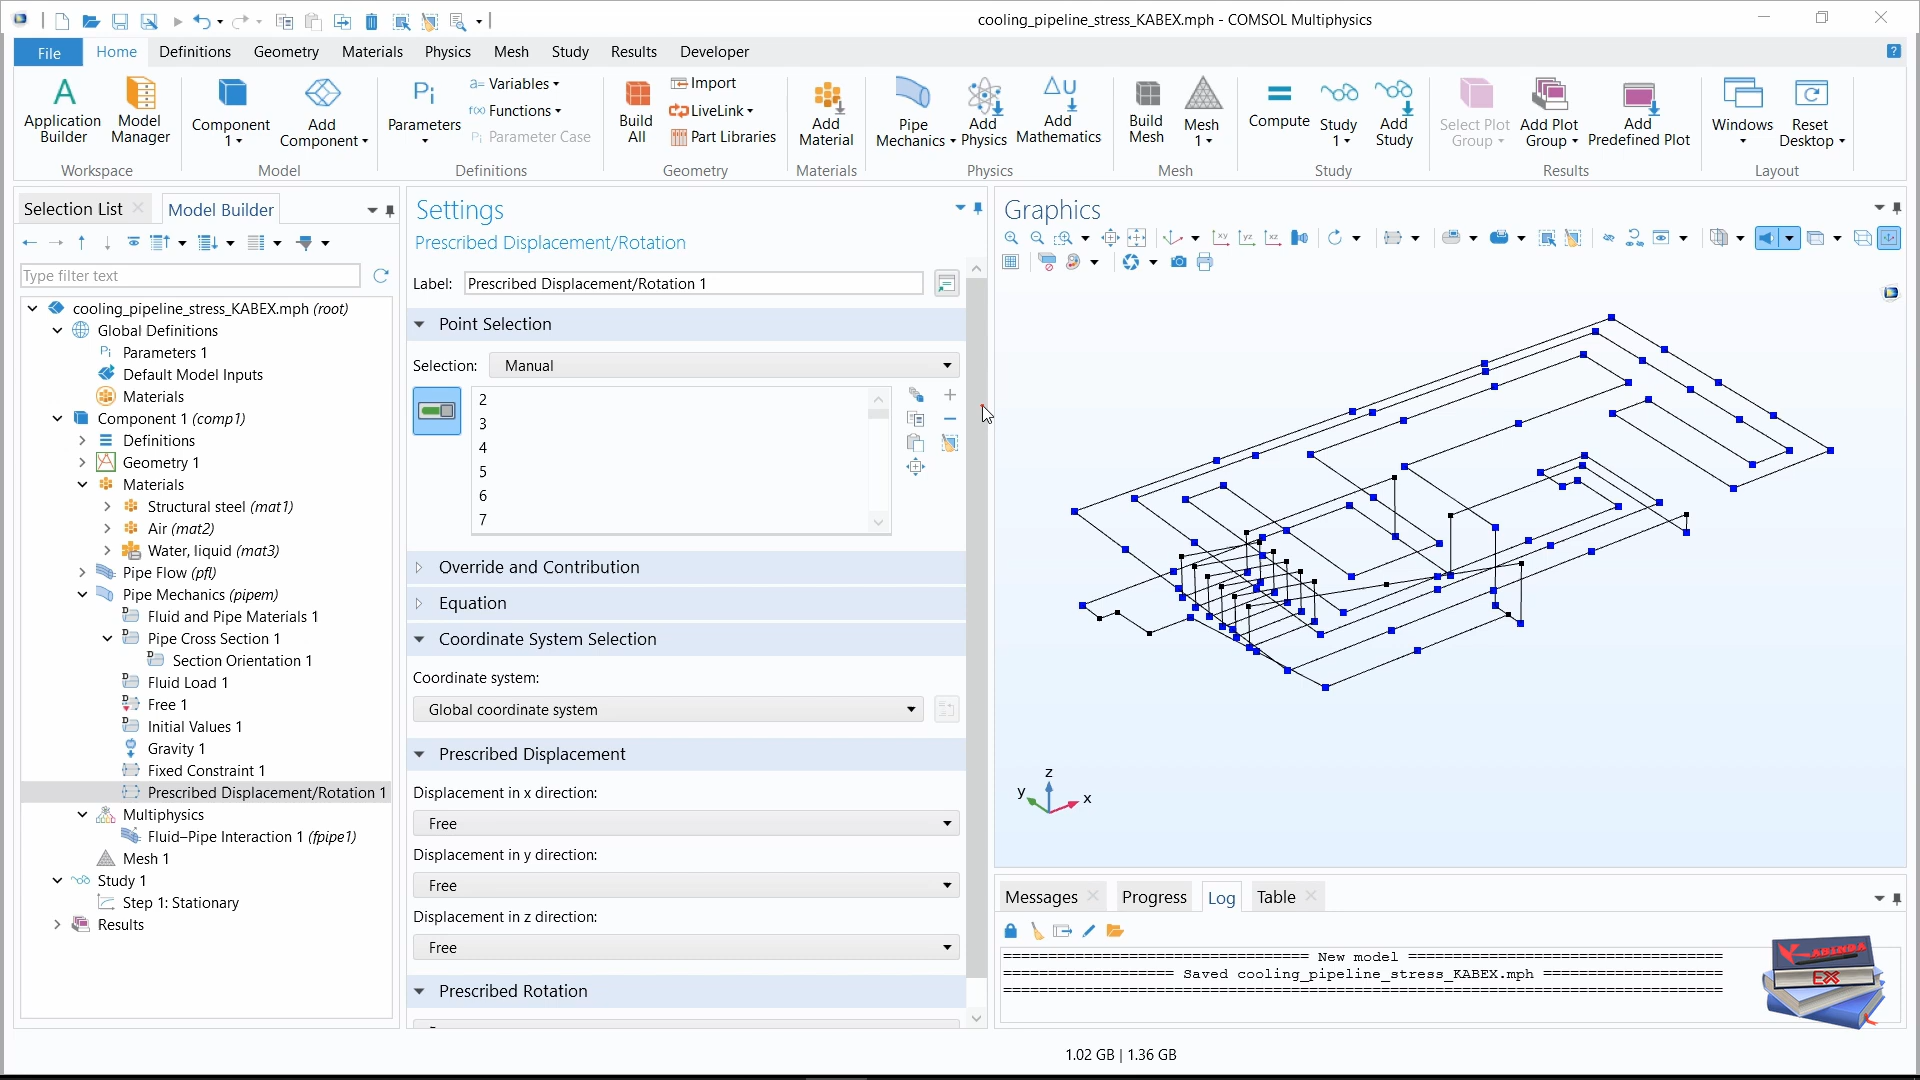 cooling_pipeline_stress_KABEX.mph - COMSOL Multiphysics
File
Home
Definitions
Geometry
Materials
Physics
Mesh
Study
Results
Developer
Application Builder
Model Manager
Workspace
Component 1
Add Component
Model
Parameters
a= Variables
f(x) Functions
Pi Parameter Case
Definitions
Build All
Import
LiveLink
Part Libraries
Geometry
Add Material
Materials
Pipe Mechanics
Add Physics
Add Mathematics
Physics
Build Mesh
Mesh 1
Mesh
Compute
Study 1
Add Study
Study
Select Plot Group
Add Plot Group
Add Predefined Plot
Results
Windows
Reset Desktop
Layout
Selection List
Model Builder
Type filter text
cooling_pipeline_stress_KABEX.mph (root)
Global Definitions
Parameters 1
Default Model Inputs
Materials
Component 1 (comp1)
Definitions
Geometry 1
Materials
Structural steel (mat1)
Air (mat2)
Water, liquid (mat3)
Pipe Flow (pfl)
Pipe Mechanics (pipem)
Fluid and Pipe Materials 1
Pipe Cross Section 1
Section Orientation 1
Fluid Load 1
Free 1
Initial Values 1
Gravity 1
Fixed Constraint 1
Prescribed Displacement/Rotation 1
Multiphysics
Fluid–Pipe Interaction 1 (fpipe1)
Mesh 1
Study 1
Step 1: Stationary
Results
Settings
Prescribed Displacement/Rotation
Label: Prescribed Displacement/Rotation 1
Point Selection
Selection: Manual
2
3
4
5
6
7
Override and Contribution
Equation
Coordinate System Selection
Coordinate system:
Global coordinate system
Prescribed Displacement
Displacement in x direction:
Free
Displacement in y direction:
Free
Displacement in z direction:
Free
Prescribed Rotation
Graphics
z
y
x
Messages
Progress
Log
Table
================================ New model =================================
================== Saved cooling_pipeline_stress_KABEX.mph ===================
KABINDA
EX
1.02 GB | 1.36 GB